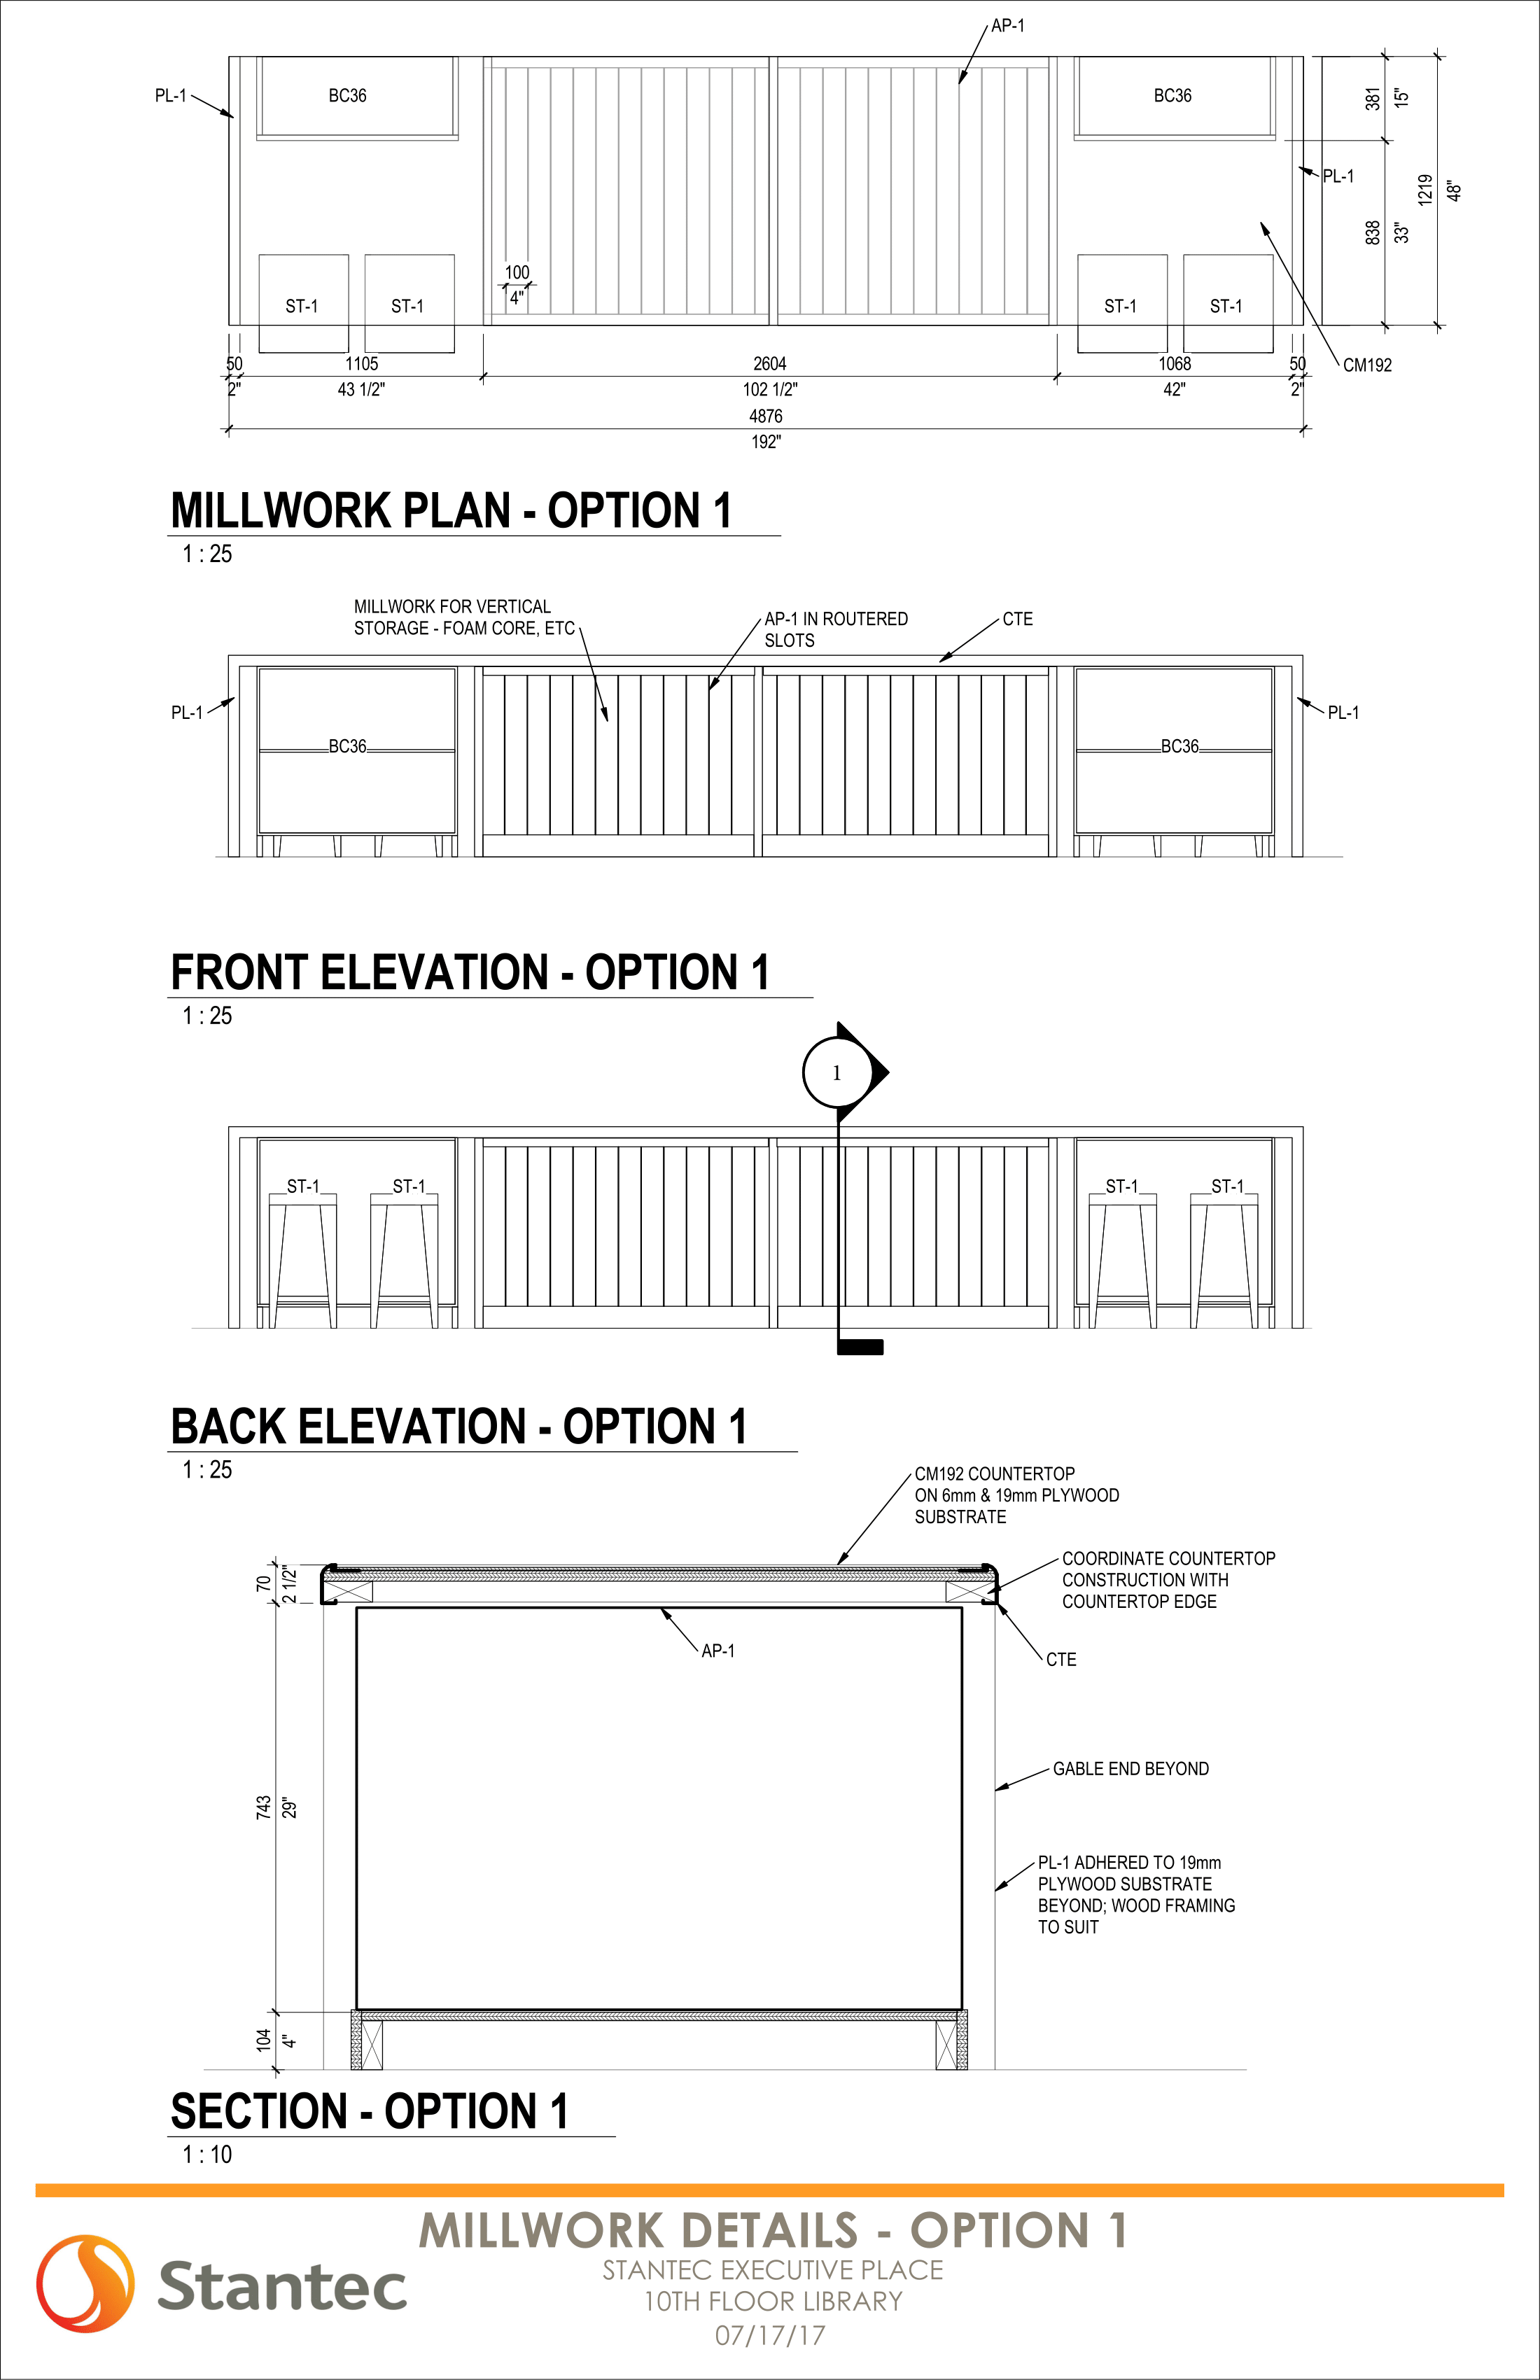 AP-1
PL-1
BC36
BC36
381
15"
PL-1
1219
48"
838
33"
100
4"
ST-1
ST-1
ST-1
ST-1
50
1105
2604
1068
50
CM192
2"
43 1/2"
102 1/2"
42"
2"
4876
192"
MILLWORK PLAN - OPTION 1
1 : 25
MILLWORK FOR VERTICAL
STORAGE - FOAM CORE, ETC
AP-1 IN ROUTERED
SLOTS
CTE
PL-1
PL-1
BC36
BC36
FRONT ELEVATION - OPTION 1
1 : 25
1
ST-1
ST-1
ST-1
ST-1
BACK ELEVATION - OPTION 1
1 : 25
CM192 COUNTERTOP
ON 6mm & 19mm PLYWOOD
SUBSTRATE
COORDINATE COUNTERTOP
CONSTRUCTION WITH
COUNTERTOP EDGE
70
2 1/2"
AP-1
CTE
GABLE END BEYOND
743
29"
PL-1 ADHERED TO 19mm
PLYWOOD SUBSTRATE
BEYOND; WOOD FRAMING
TO SUIT
104
4"
SECTION - OPTION 1
1 : 10
MILLWORK DETAILS - OPTION 1
STANTEC EXECUTIVE PLACE
10TH FLOOR LIBRARY
07/17/17
Stantec